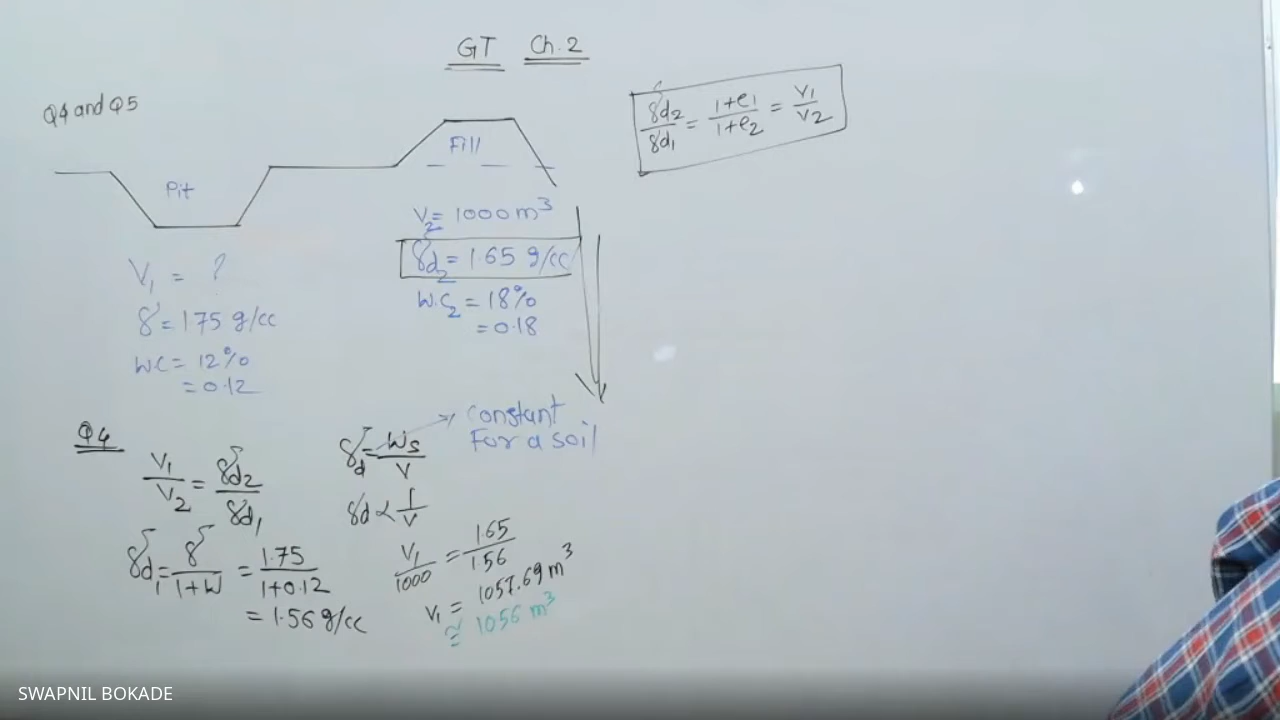 GT Ch.2
Q4 and Q5
γd2/γd1 = 1+e1/1+e2 = V1/V2
Pit
Fill
V1 = ?
γ = 1.75 g/cc
WC = 12%
= 0.12
V2 = 1000 m³
γd2 = 1.65 g/cc
W.C2 = 18%
= 0.18
Q4
V1/V2 = γd2/γd1
γd = Ws/V
constant
For a soil
γd ∝ 1/V
γd1 = γ/1+W = 1.75/1+0.12
= 1.56 g/cc
V1/1000 = 1.65/1.56
V1 = 1057.69 m³
≅ 1056 m³
SWAPNIL BOKADE